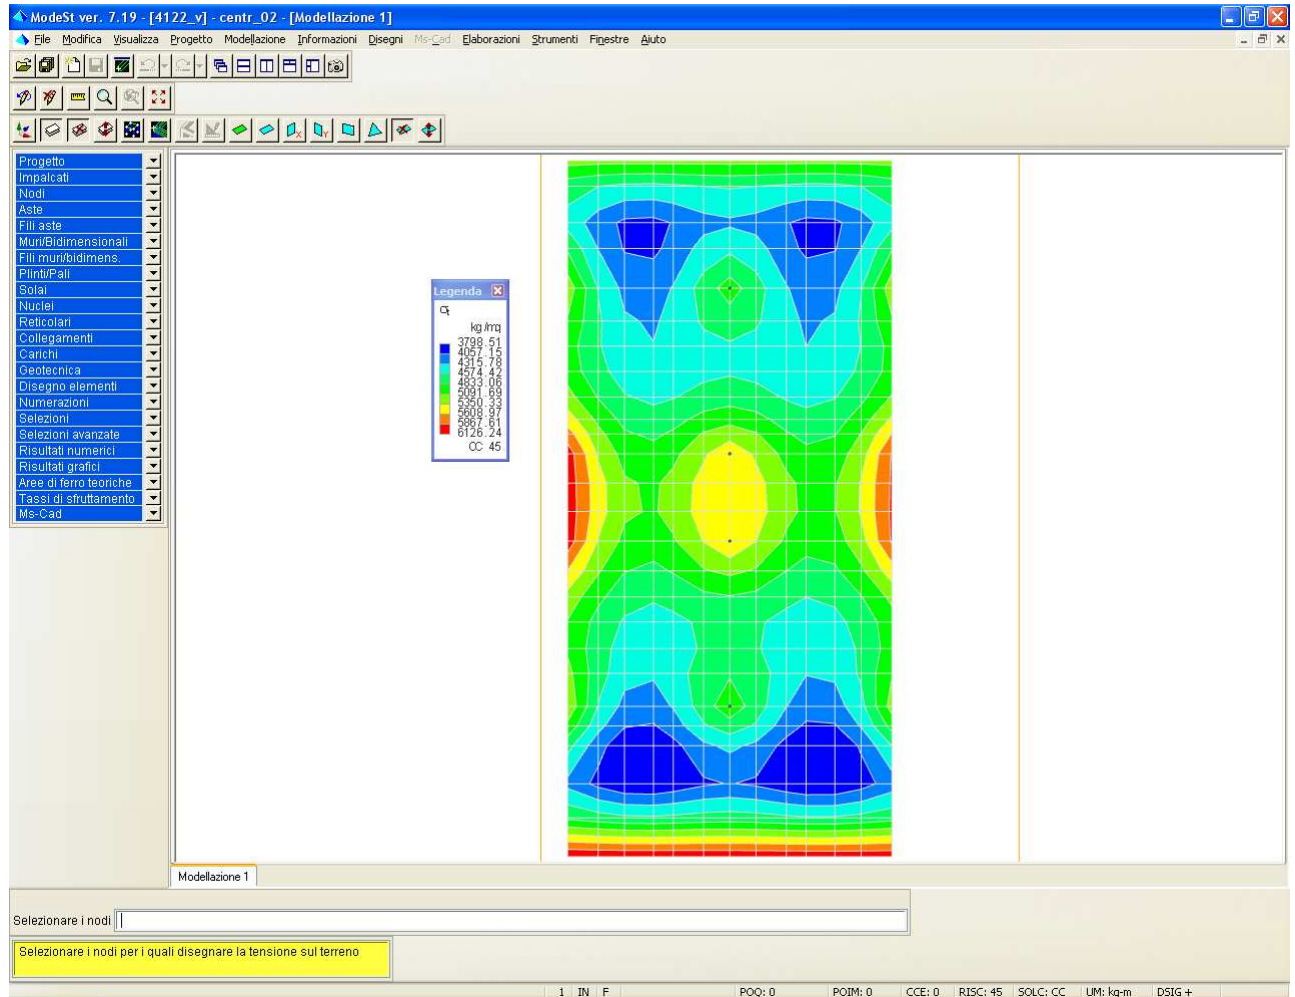 ModeSt ver. 7.19 - [4122_v] - centr_02 - [Modellazione 1]
File Modifica Visualizza Progetto Modellazione Informazioni Disegni Ms-Cad Elaborazioni Strumenti Finestre Aiuto
Progetto
Impalcati
Nodi
Aste
Fili aste
Muri/Bidimensionali
Fili muri/bidimens.
Plinti/Pali
Solai
Nuclei
Reticolari
Collegamenti
Carichi
Geotecnica
Disegno elementi
Numerazioni
Selezioni
Selezioni avanzate
Risultati numerici
Risultati grafici
Aree di ferro teoriche
Tassi di sfruttamento
Ms-Cad
Legenda
σt
kg/mq
3798.51
4057.15
4315.78
4574.42
4833.06
5091.69
5350.33
5608.97
5867.61
6126.24
CC 45
Modellazione 1
Selezionare i nodi
Selezionare i nodi per i quali disegnare la tensione sul terreno
1 IN F POQ: 0 POIM: 0 CCE: 0 RISC: 45 SOLC: CC UM: kg-m DSIG +